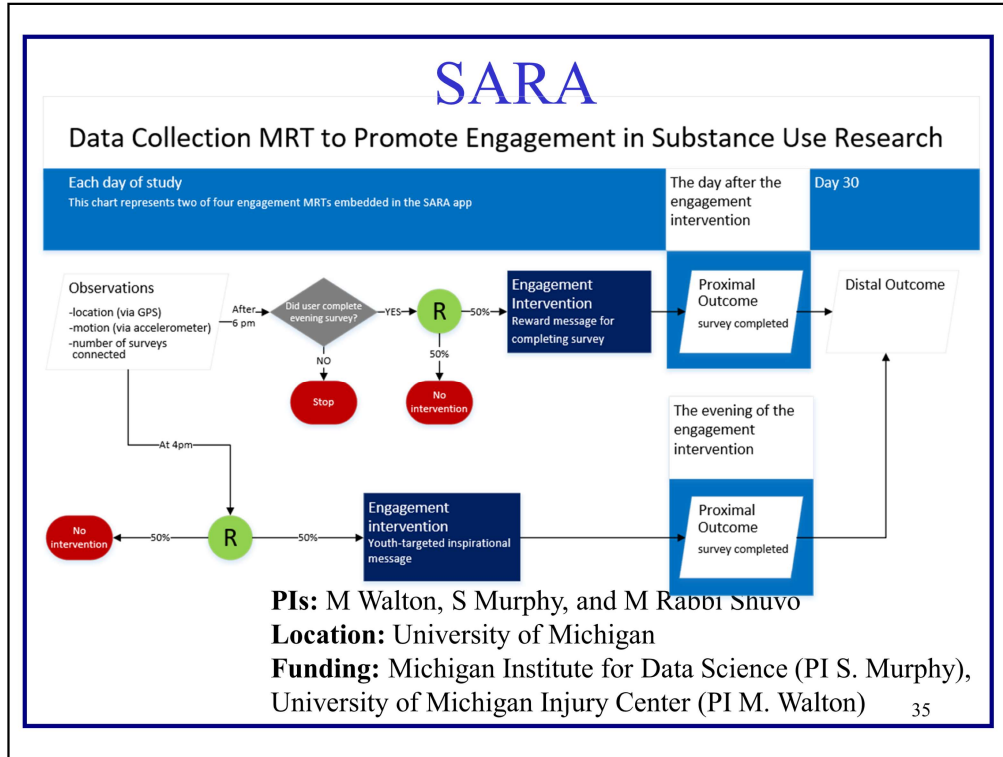 SARA
Data Collection MRT to Promote Engagement in Substance Use Research
Each day of study
This chart represents two of four engagement MRTs embedded in the SARA app
The day after the
engagement
intervention
Day 30
Observations
-location (via GPS)
-motion (via accelerometer)
-number of surveys
connected
After
6 pm
Did user complete
evening survey?
YES
R
50%
Engagement
Intervention
Reward message for
completing survey
Proximal
Outcome
survey completed
Distal Outcome
NO
50%
Stop
No
intervention
The evening of the
engagement
intervention
At 4pm
No
intervention
50%
R
50%
Engagement
intervention
Youth-targeted inspirational
message
Proximal
Outcome
survey completed
PIs: M Walton, S Murphy, and M Rabbi Shuvo
Location: University of Michigan
Funding: Michigan Institute for Data Science (PI S. Murphy),
University of Michigan Injury Center (PI M. Walton)
35